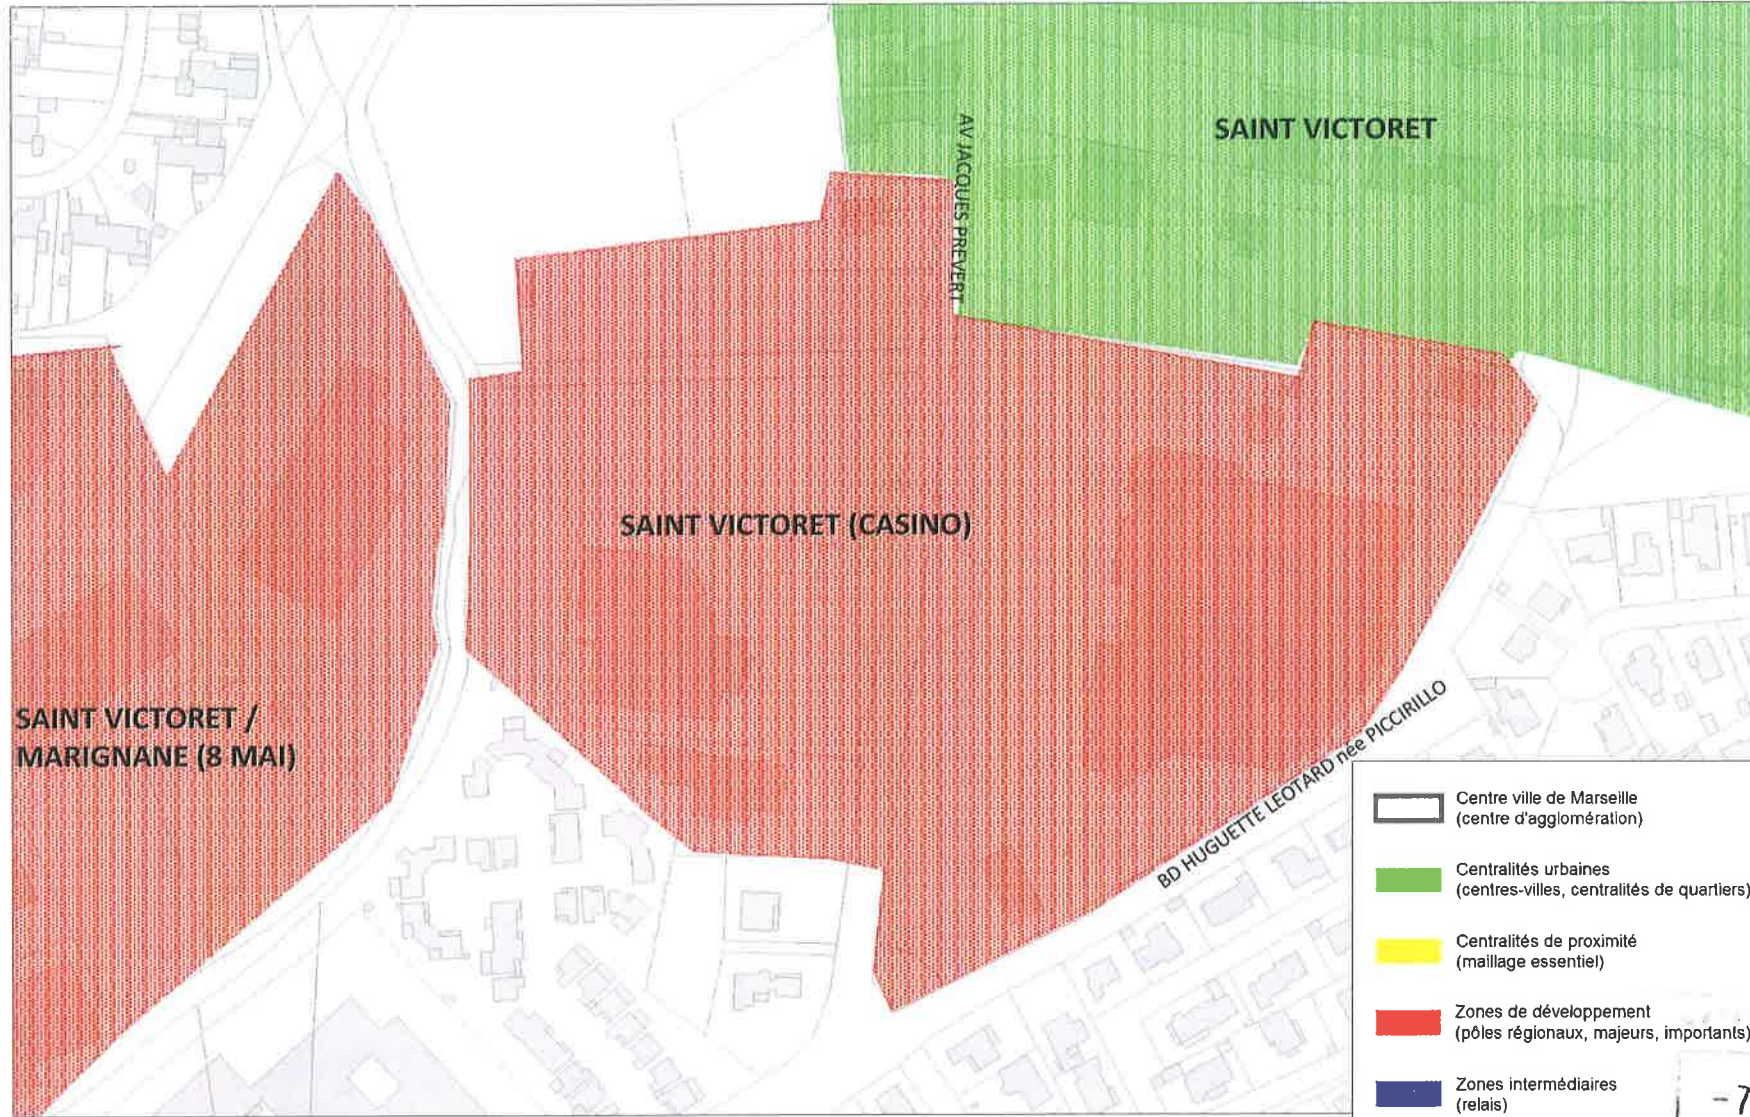 SAINT VICTORET
AV JACQUES PREVERT
SAINT VICTORET (CASINO)
SAINT VICTORET /
MARIGNANE (8 MAI)
BD HUGUETTE LEOTARD née PICCIRILLO
Centre ville de Marseille
(centre d'agglomération)
Centralités urbaines
(centres-villes, centralités de quartiers)
Centralités de proximité
(maillage essentiel)
Zones de développement
(pôles régionaux, majeurs, importants)
Zones intermédiaires
(relais)
-7